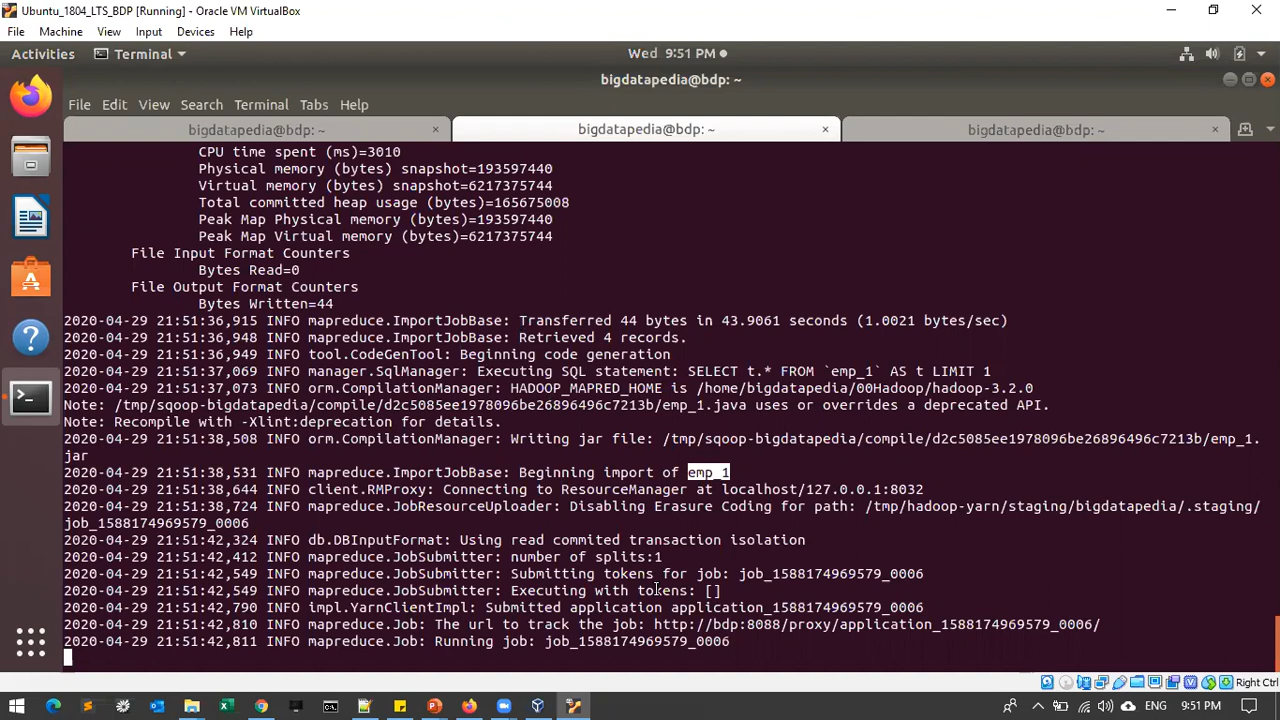 Ubuntu_1804_LTS_BDP [Running] - Oracle VM VirtualBox
File Machine View Input Devices Help
Activities Terminal Wed 9:51 PM
bigdatapedia@bdp: ~
File Edit View Search Terminal Tabs Help
bigdatapedia@bdp: ~ × bigdatapedia@bdp: ~ × bigdatapedia@bdp: ~ ×
CPU time spent (ms)=3010
Physical memory (bytes) snapshot=193597440
Virtual memory (bytes) snapshot=6217375744
Total committed heap usage (bytes)=165675008
Peak Map Physical memory (bytes)=193597440
Peak Map Virtual memory (bytes)=6217375744
File Input Format Counters
Bytes Read=0
File Output Format Counters
Bytes Written=44
2020-04-29 21:51:36,915 INFO mapreduce.ImportJobBase: Transferred 44 bytes in 43.9061 seconds (1.0021 bytes/sec)
2020-04-29 21:51:36,948 INFO mapreduce.ImportJobBase: Retrieved 4 records.
2020-04-29 21:51:36,949 INFO tool.CodeGenTool: Beginning code generation
2020-04-29 21:51:37,069 INFO manager.SqlManager: Executing SQL statement: SELECT t.* FROM `emp_1` AS t LIMIT 1
2020-04-29 21:51:37,073 INFO orm.CompilationManager: HADOOP_MAPRED_HOME is /home/bigdatapedia/00Hadoop/hadoop-3.2.0
Note: /tmp/sqoop-bigdatapedia/compile/d2c5085ee1978096be26896496c7213b/emp_1.java uses or overrides a deprecated API.
Note: Recompile with -Xlint:deprecation for details.
2020-04-29 21:51:38,508 INFO orm.CompilationManager: Writing jar file: /tmp/sqoop-bigdatapedia/compile/d2c5085ee1978096be26896496c7213b/emp_1.
jar
2020-04-29 21:51:38,531 INFO mapreduce.ImportJobBase: Beginning import of emp_1
2020-04-29 21:51:38,644 INFO client.RMProxy: Connecting to ResourceManager at localhost/127.0.0.1:8032
2020-04-29 21:51:38,724 INFO mapreduce.JobResourceUploader: Disabling Erasure Coding for path: /tmp/hadoop-yarn/staging/bigdatapedia/.staging/
job_1588174969579_0006
2020-04-29 21:51:42,324 INFO db.DBInputFormat: Using read commited transaction isolation
2020-04-29 21:51:42,412 INFO mapreduce.JobSubmitter: number of splits:1
2020-04-29 21:51:42,549 INFO mapreduce.JobSubmitter: Submitting tokens for job: job_1588174969579_0006
2020-04-29 21:51:42,549 INFO mapreduce.JobSubmitter: Executing with tokens: []
2020-04-29 21:51:42,790 INFO impl.YarnClientImpl: Submitted application application_1588174969579_0006
2020-04-29 21:51:42,810 INFO mapreduce.Job: The url to track the job: http://bdp:8088/proxy/application_1588174969579_0006/
2020-04-29 21:51:42,811 INFO mapreduce.Job: Running job: job_1588174969579_0006
Right Ctrl
ENG 9:51 PM